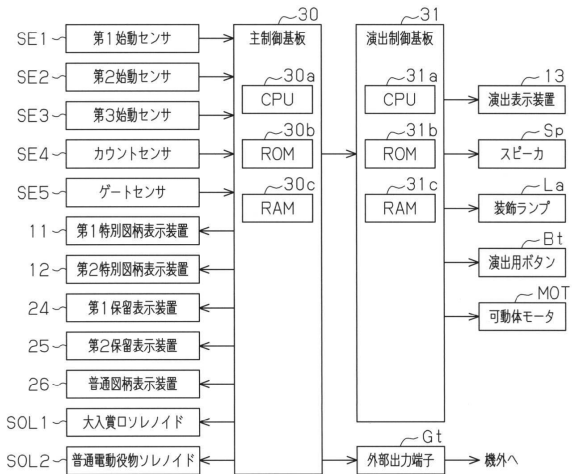 30
31
SE1 第1始動センサ
主制御基板
演出制御基板
SE2 第2始動センサ
30a
31a
13
CPU
CPU
演出表示装置
SE3 第3始動センサ
30b
31b
Sp
SE4 カウントセンサ
ROM
ROM
スピーカ
30c
31c
La
SE5 ゲートセンサ
RAM
RAM
装飾ランプ
11 第1特別図柄表示装置
Bt
12 第2特別図柄表示装置
演出用ボタン
MOT
24 第1保留表示装置
可動体モータ
25 第2保留表示装置
26 普通図柄表示装置
SOL1 大入賞口ソレノイド
Gt
SOL2 普通電動役物ソレノイド
外部出力端子
機外へ